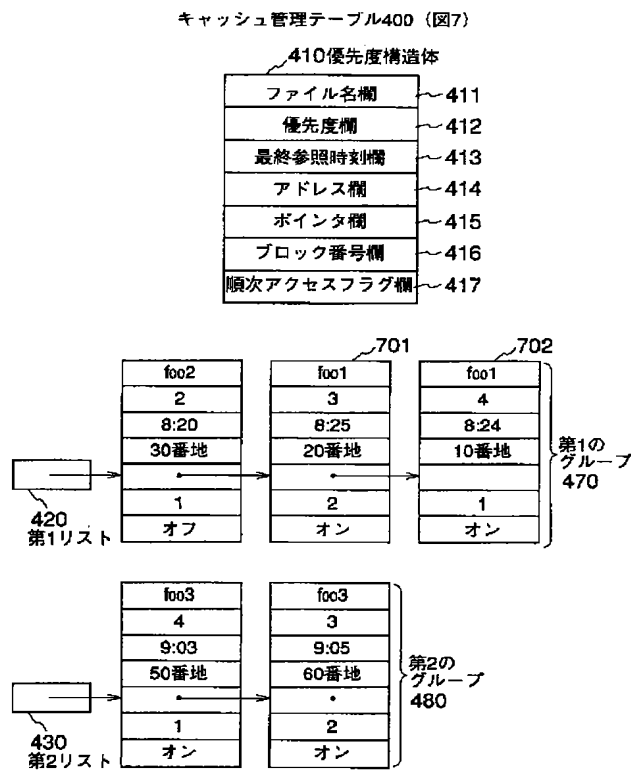 キャッシュ管理テーブル400 (図7)
410優先度構造体
ファイル名欄 411
優先度欄 412
最終参照時刻欄 413
アドレス欄 414
ポインタ欄 415
ブロック番号欄 416
順次アクセスフラグ欄 417
701 702
foo2 foo1 foo1
2 3 4
8:20 8:25 8:24
30番地 20番地 10番地
1 2 1
オフ オン オン
420
第1リスト
第1の
グループ
470
foo3 foo3
4 3
9:03 9:05
50番地 60番地
1 2
オン オン
430
第2リスト
第2の
グループ
480